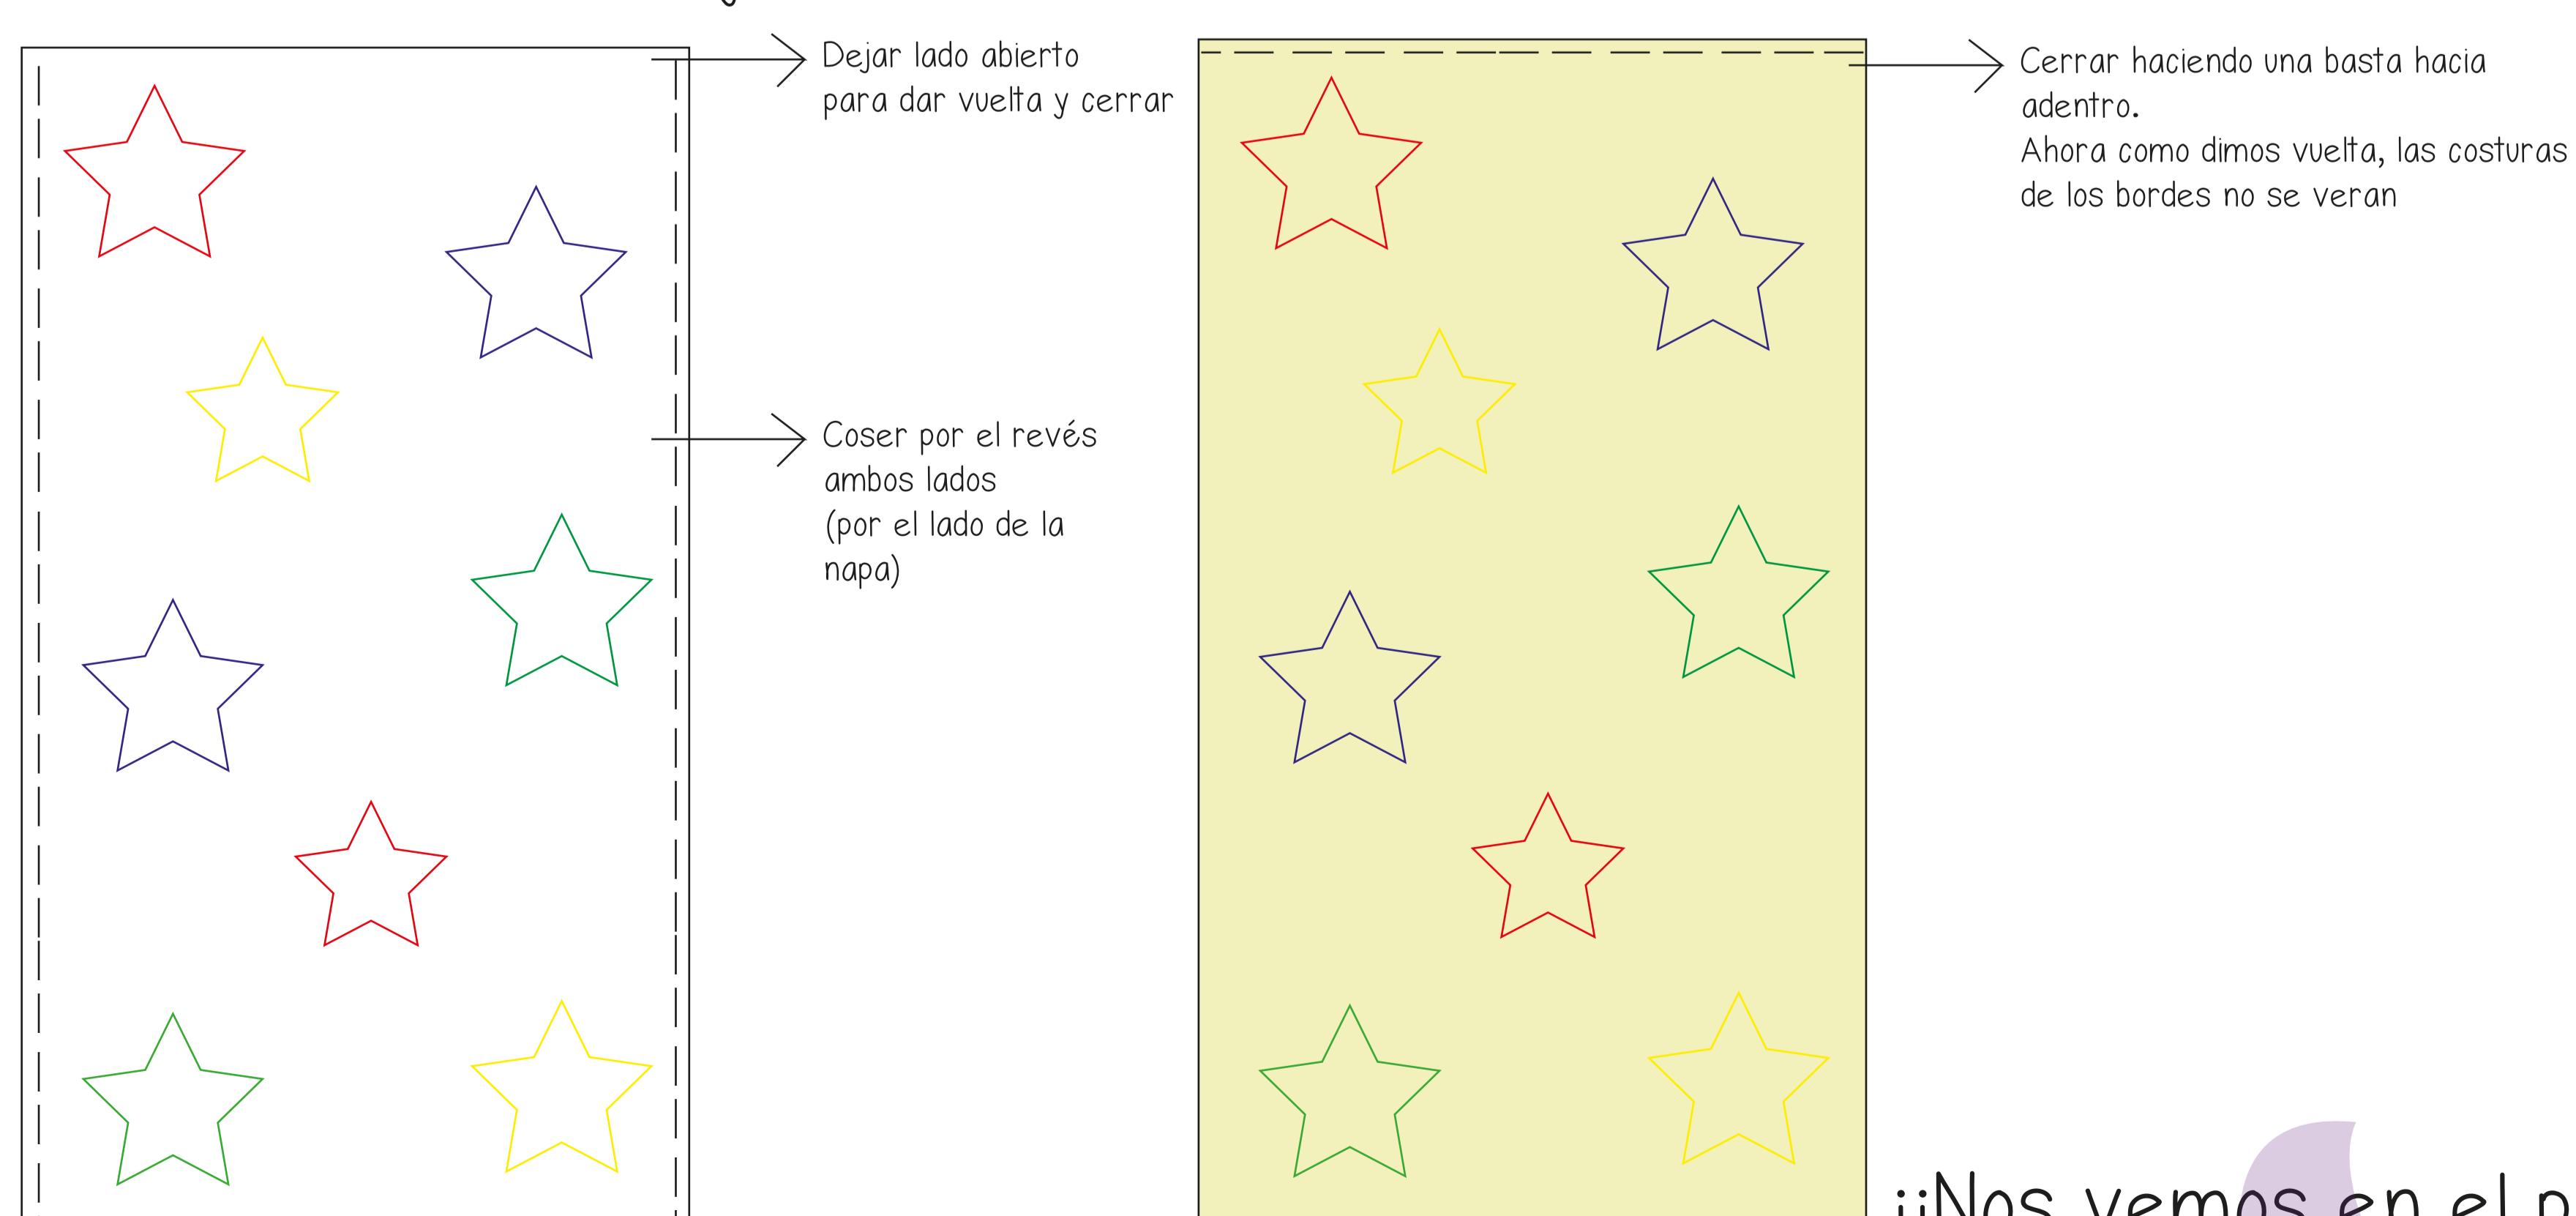 Dejar lado abierto
para dar vuelta y cerrar
Coser por el revés
ambos lados
(por el lado de la
napa)
Cerrar haciendo una basta hacia
adentro.
Ahora como dimos vuelta, las costuras
de los bordes no se veran
¡¡Nos vemos en el